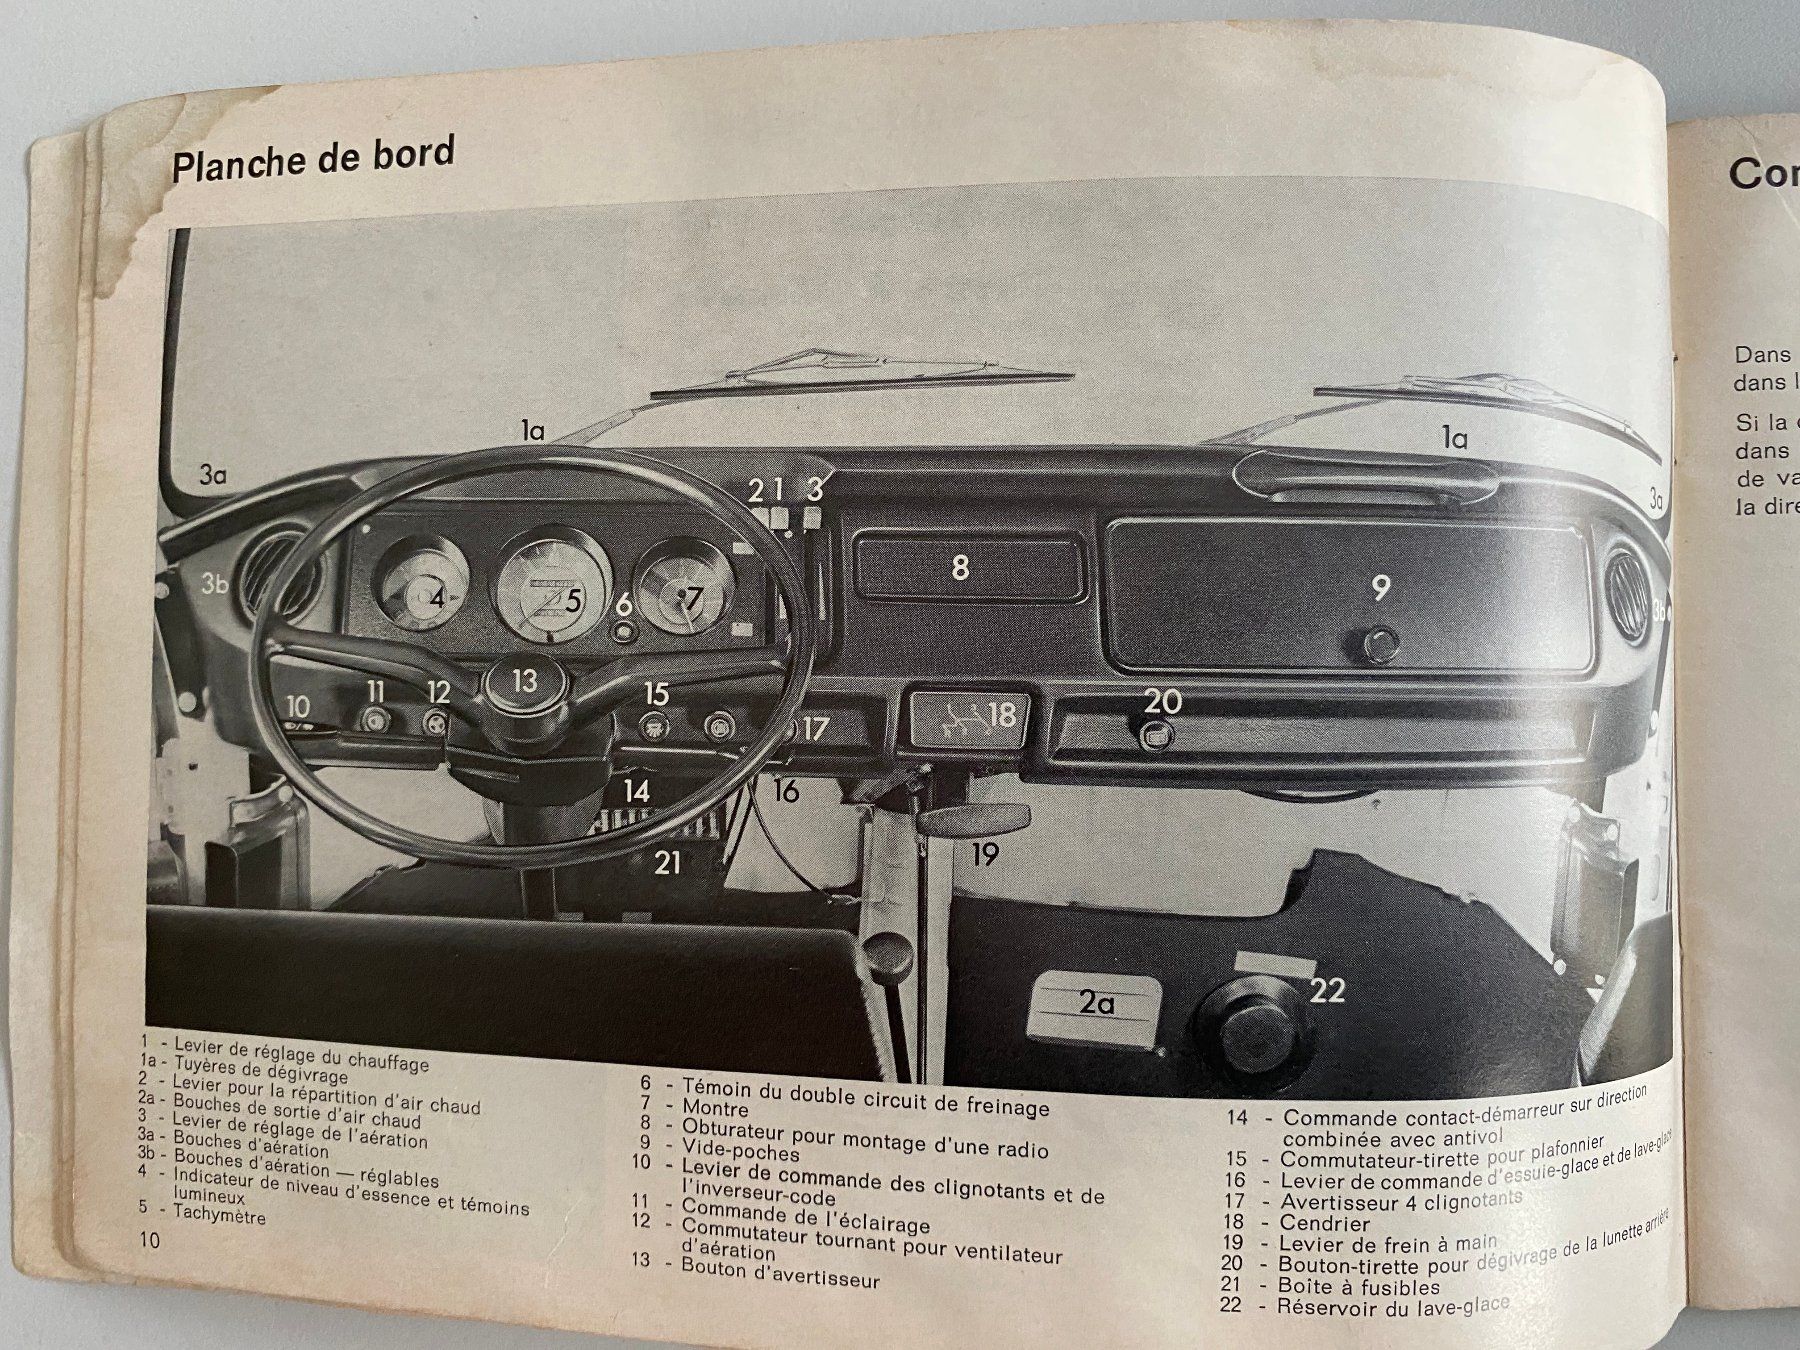 Planche de bord
1a
1a
3a
3a
2 1 3
8
9
3b
3b
4
5
6
7
10
11
12
13
15
17
18
20
14
16
21
19
2a
22
1 - Levier de réglage du chauffage
1a - Tuyères de dégivrage
2 - Levier pour la répartition d'air chaud
2a - Bouches de sortie d'air chaud
3 - Levier de réglage de l'aération
3a - Bouches d'aération
3b - Bouches d'aération — réglables
4 - Indicateur de niveau d'essence et témoins
lumineux
5 - Tachymètre
6 - Témoin du double circuit de freinage
7 - Montre
8 - Obturateur pour montage d'une radio
9 - Vide-poches
10 - Levier de commande des clignotants et de
l'inverseur-code
11 - Commande de l'éclairage
12 - Commutateur tournant pour ventilateur
d'aération
13 - Bouton d'avertisseur
14 - Commande contact-démarreur sur direction
combinée avec antivol
15 - Commutateur-tirette pour plafonnier
16 - Levier de commande d'essuie-glace et de lave-glace
17 - Avertisseur 4 clignotants
18 - Cendrier
19 - Levier de frein à main
20 - Bouton-tirette pour dégivrage de la lunette arrière
21 - Boîte à fusibles
22 - Réservoir du lave-glace
10
Dans
dans
Si la
dans
de
la